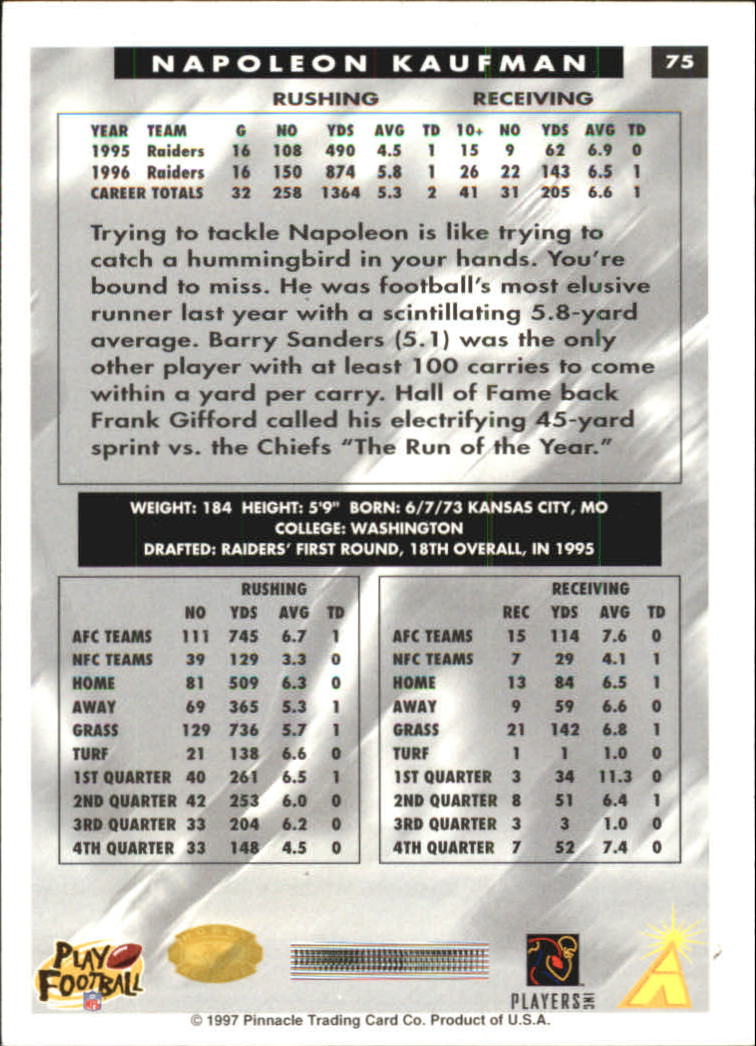 NAPOLEON KAUFMAN 75
RUSHING RECEIVING
YEAR TEAM G NO YDS AVG TD 10+ NO YDS AVG TD
1995 Raiders 16 108 490 4.5 1 15 9 62 6.9 0
1996 Raiders 16 150 874 5.8 1 26 22 143 6.5 1
CAREER TOTALS 32 258 1364 5.3 2 41 31 205 6.6 1
Trying to tackle Napoleon is like trying to
catch a hummingbird in your hands. You're
bound to miss. He was football's most elusive
runner last year with a scintillating 5.8-yard
average. Barry Sanders (5.1) was the only
other player with at least 100 carries to come
within a yard per carry. Hall of Fame back
Frank Gifford called his electrifying 45-yard
sprint vs. the Chiefs "The Run of the Year."
WEIGHT: 184 HEIGHT: 5'9" BORN: 6/7/73 KANSAS CITY, MO
COLLEGE: WASHINGTON
DRAFTED: RAIDERS' FIRST ROUND, 18TH OVERALL, IN 1995
RUSHING
NO YDS AVG TD
AFC TEAMS 111 745 6.7 1
NFC TEAMS 39 129 3.3 0
HOME 81 509 6.3 0
AWAY 69 365 5.3 1
GRASS 129 736 5.7 1
TURF 21 138 6.6 0
1ST QUARTER 40 261 6.5 1
2ND QUARTER 42 253 6.0 0
3RD QUARTER 33 204 6.2 0
4TH QUARTER 33 148 4.5 0
RECEIVING
REC YDS AVG TD
AFC TEAMS 15 114 7.6 0
NFC TEAMS 7 29 4.1 1
HOME 13 84 6.5 1
AWAY 9 59 6.6 0
GRASS 21 142 6.8 1
TURF 1 1 1.0 0
1ST QUARTER 3 34 11.3 0
2ND QUARTER 8 51 6.4 1
3RD QUARTER 3 3 1.0 0
4TH QUARTER 7 52 7.4 0
PLAY
FOOTBALL
NFL
PLAYERS INC
© 1997 Pinnacle Trading Card Co. Product of U.S.A.